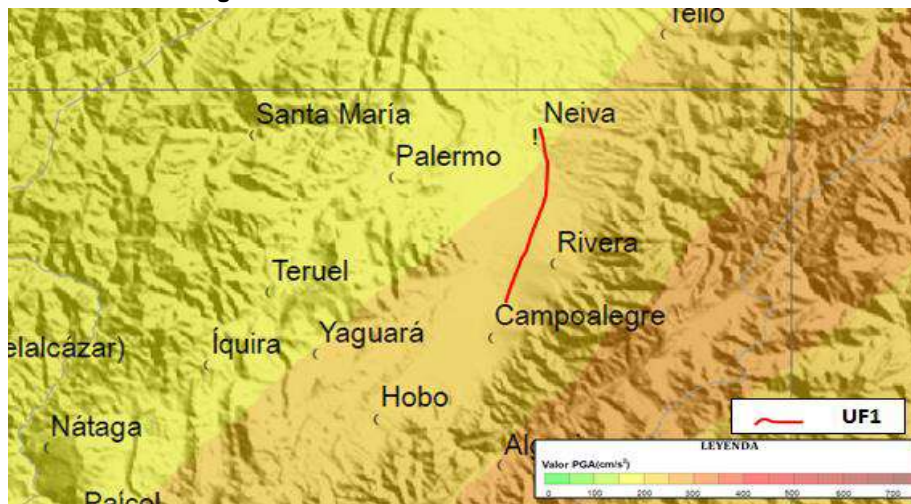 Tello
Santa María
Neiva
!
Palermo
Rivera
Teruel
Campoalegre
Yaguará
elalcázar)
Íquira
Hobo
UF1
Nátaga
LEYENDA
Valor PGA(cm/s²)
0 100 200 300 400 500 600 700